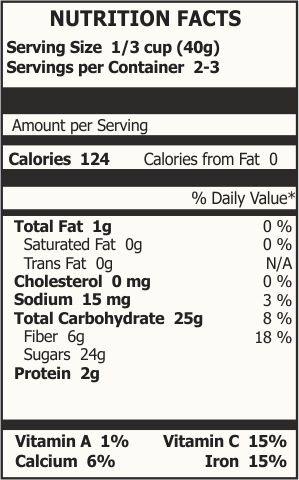 NUTRITION FACTS
Serving Size 1/3 cup (40g)
Servings per Container 2-3
Amount per Serving
Calories 124 Calories from Fat 0
% Daily Value*
Total Fat 1g 0 %
Saturated Fat 0g 0 %
Trans Fat 0g N/A
Cholesterol 0 mg 0 %
Sodium 15 mg 3 %
Total Carbohydrate 25g 8 %
Fiber 6g 18 %
Sugars 24g
Protein 2g
Vitamin A 1% Vitamin C 15%
Calcium 6% Iron 15%